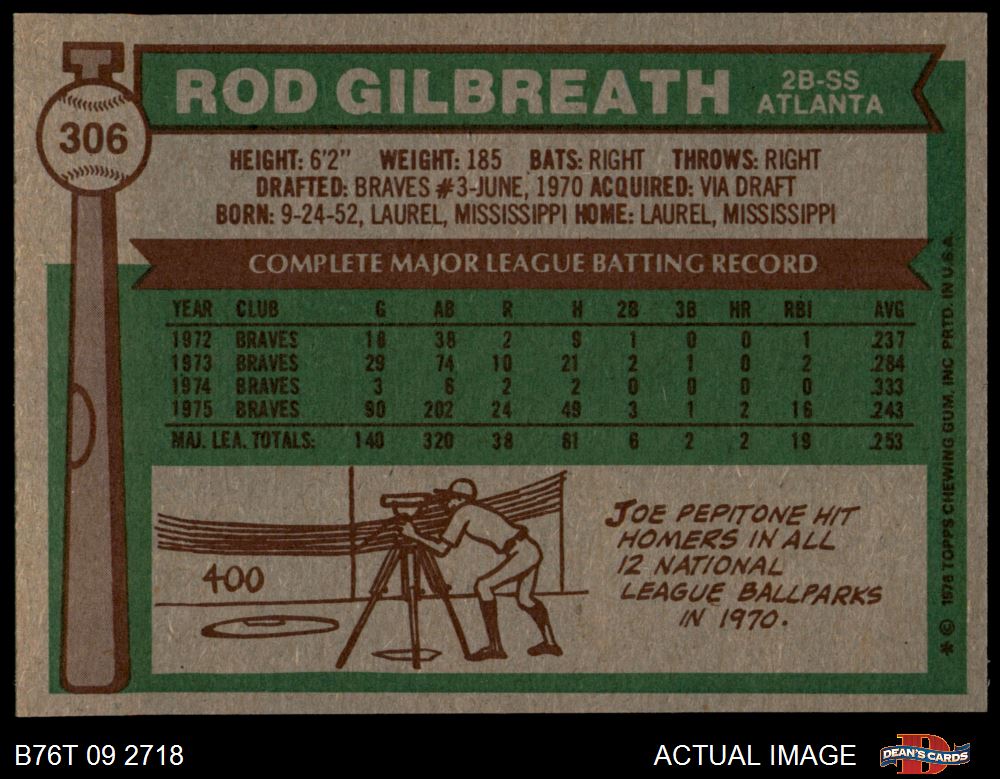 306
ROD GILBREATH
2B-SS
ATLANTA
HEIGHT: 6'2" WEIGHT: 185 BATS: RIGHT THROWS: RIGHT
DRAFTED: BRAVES #3-JUNE, 1970 ACQUIRED: VIA DRAFT
BORN: 9-24-52, LAUREL, MISSISSIPPI HOME: LAUREL, MISSISSIPPI
COMPLETE MAJOR LEAGUE BATTING RECORD
YEAR CLUB G AB R H 2B 3B HR RBI AVG
1972 BRAVES 18 38 2 9 1 0 0 1 .237
1973 BRAVES 29 74 10 21 2 1 0 2 .284
1974 BRAVES 3 6 2 2 0 0 0 0 .333
1975 BRAVES 90 202 24 49 3 1 2 16 .243
MAJ. LEA. TOTALS: 140 320 38 81 6 2 2 19 .253
400
JOE PEPITONE HIT
HOMERS IN ALL
12 NATIONAL
LEAGUE BALLPARKS
IN 1970.
* © 1976 TOPPS CHEWING GUM, INC PRTD. IN U.S.A.
B76T 09 2718
ACTUAL IMAGE
DEAN'S CARDS